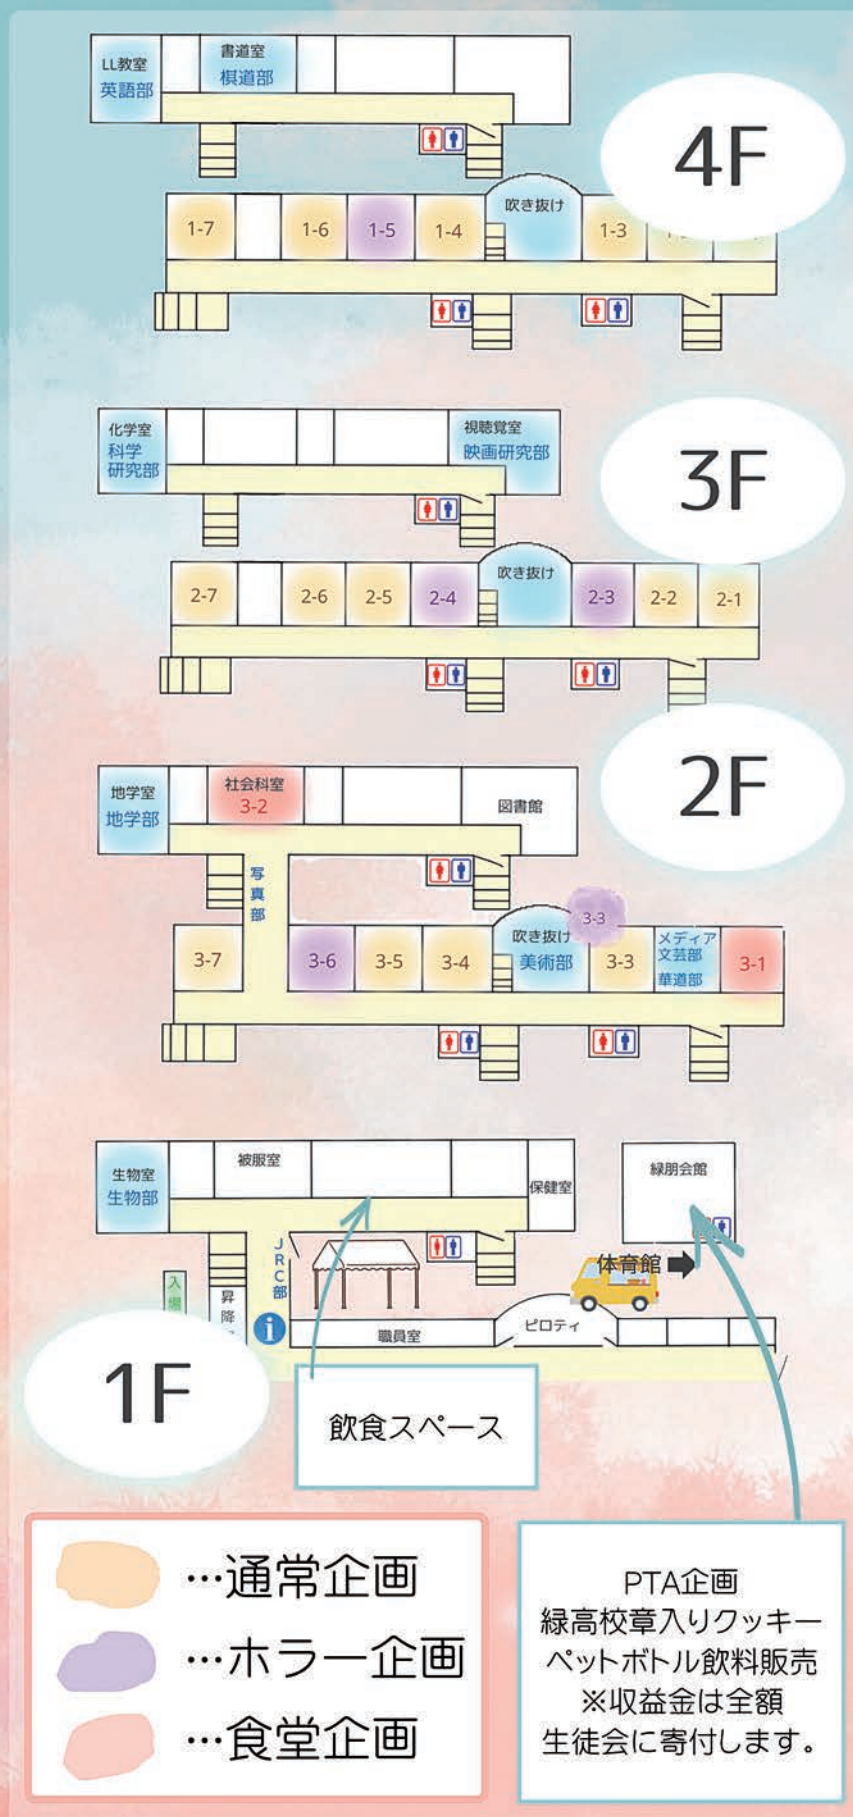 LL教室
英語部
書道室
棋道部
4F
1-7
1-6
1-5
1-4
吹き抜け
1-3
化学室
科学
研究部
視聴覚室
映画研究部
3F
2-7
2-6
2-5
2-4
吹き抜け
2-3
2-2
2-1
地学室
地学部
社会科室
3-2
図書館
2F
写真部
3-7
3-6
3-5
3-4
吹き抜け
美術部
3-3
3-3
メディア
文芸部
華道部
3-1
生物室
生物部
被服室
保健室
緑朋会館
JRC部
体育館
入場
昇降
i
職員室
ピロティ
1F
飲食スペース
…通常企画
…ホラー企画
…食堂企画
PTA企画
緑高校章入りクッキー
ペットボトル飲料販売
※収益金は全額
生徒会に寄付します。